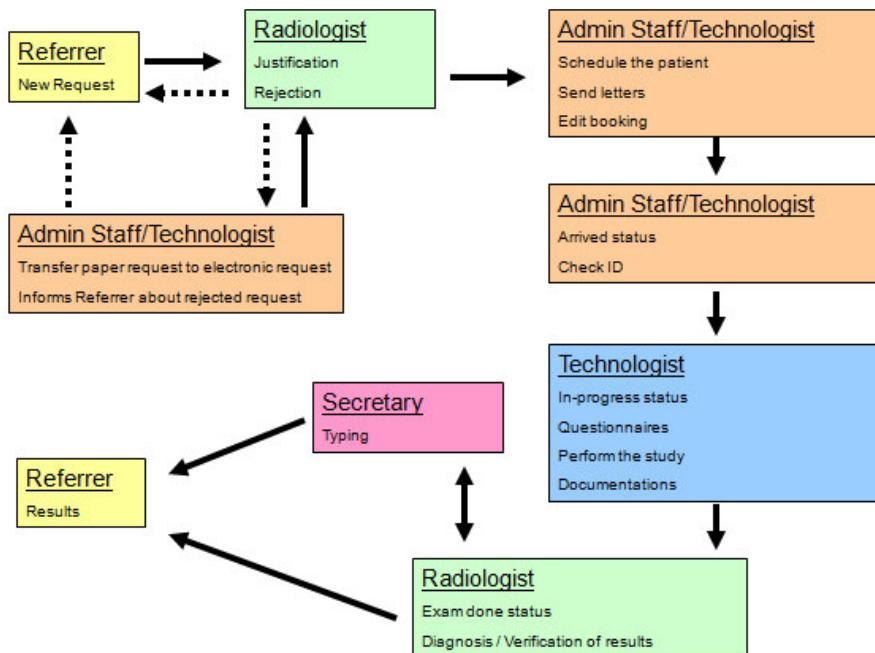 Referrer
New Request
Radiologist
Justification
Rejection
Admin Staff/Technologist
Schedule the patient
Send letters
Edit booking
Admin Staff/Technologist
Transfer paper request to electronic request
Informs Referrer about rejected request
Admin Staff/Technologist
Arrived status
Check ID
Technologist
In-progress status
Questionnaires
Perform the study
Documentations
Secretary
Typing
Referrer
Results
Radiologist
Exam done status
Diagnosis / Verification of results